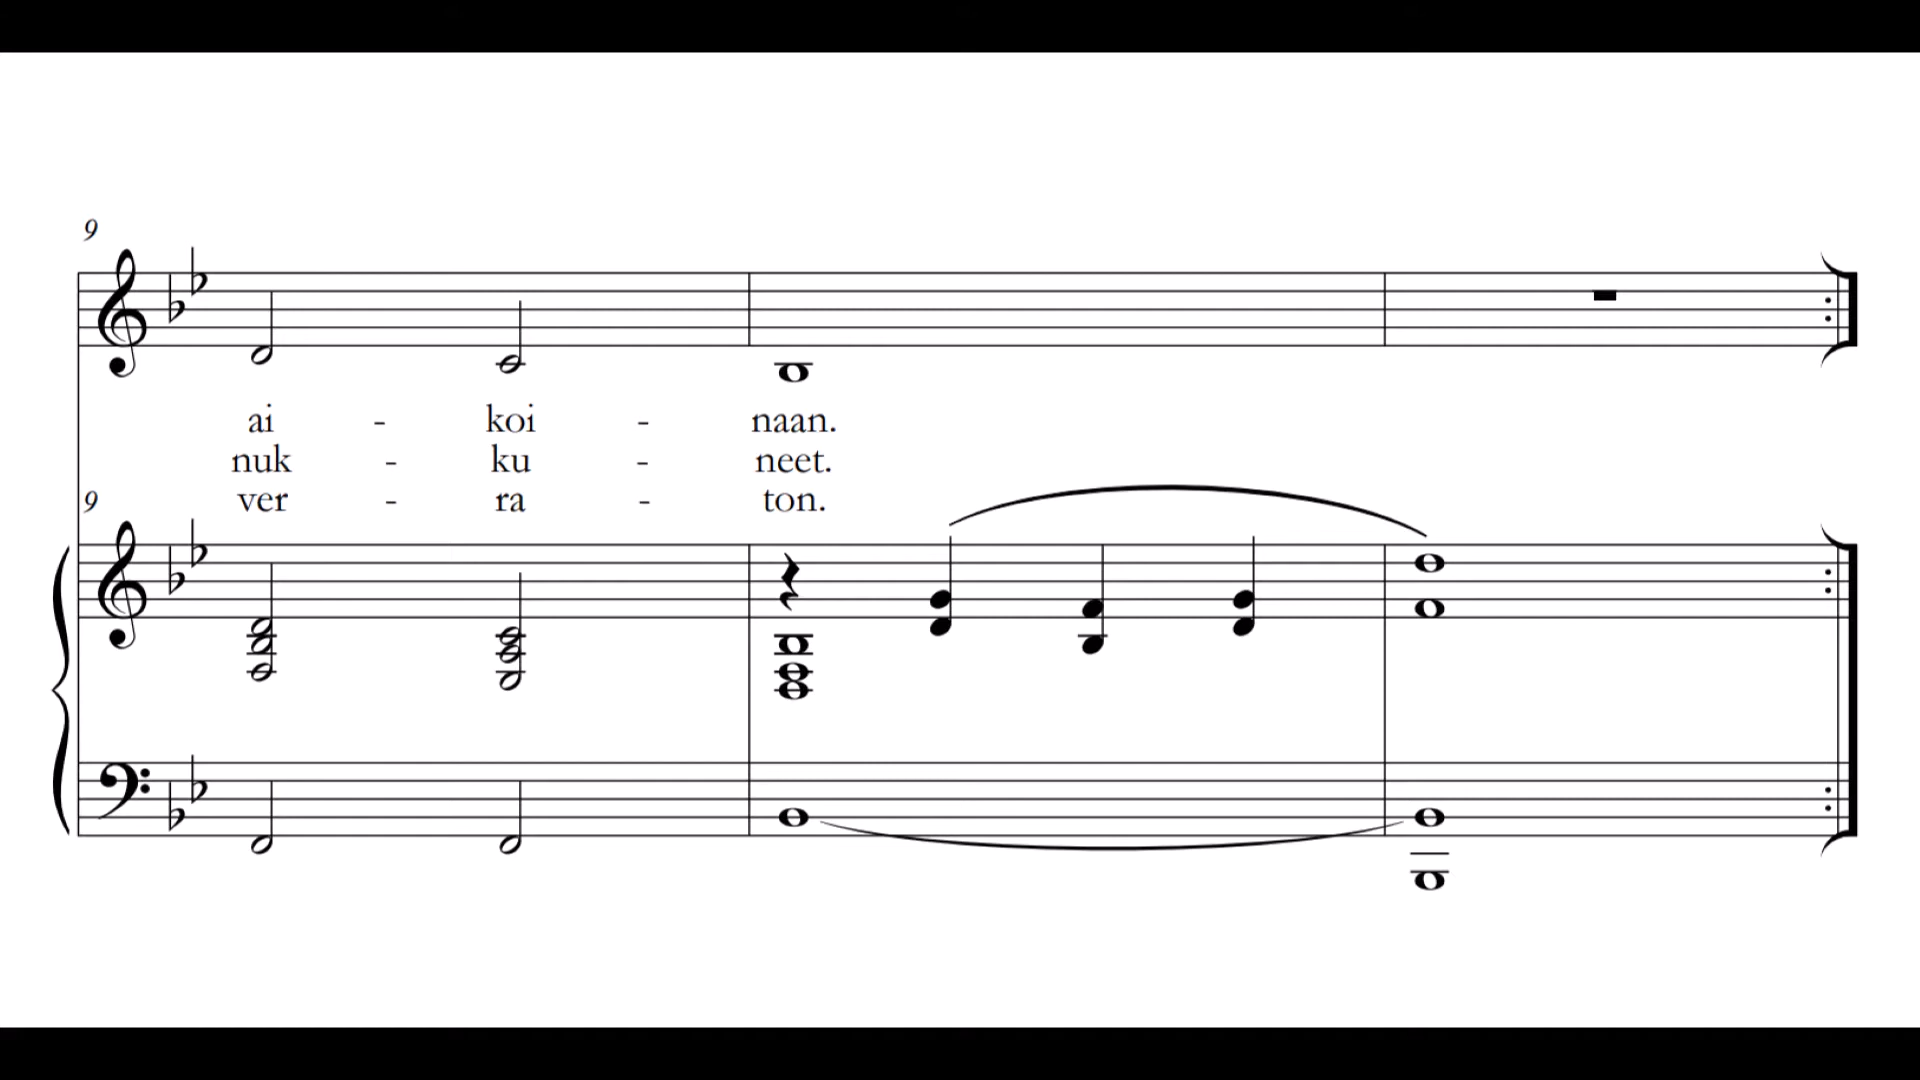 9
ai - koi - naan.
nuk - ku - neet.
ver - ra - ton.
9